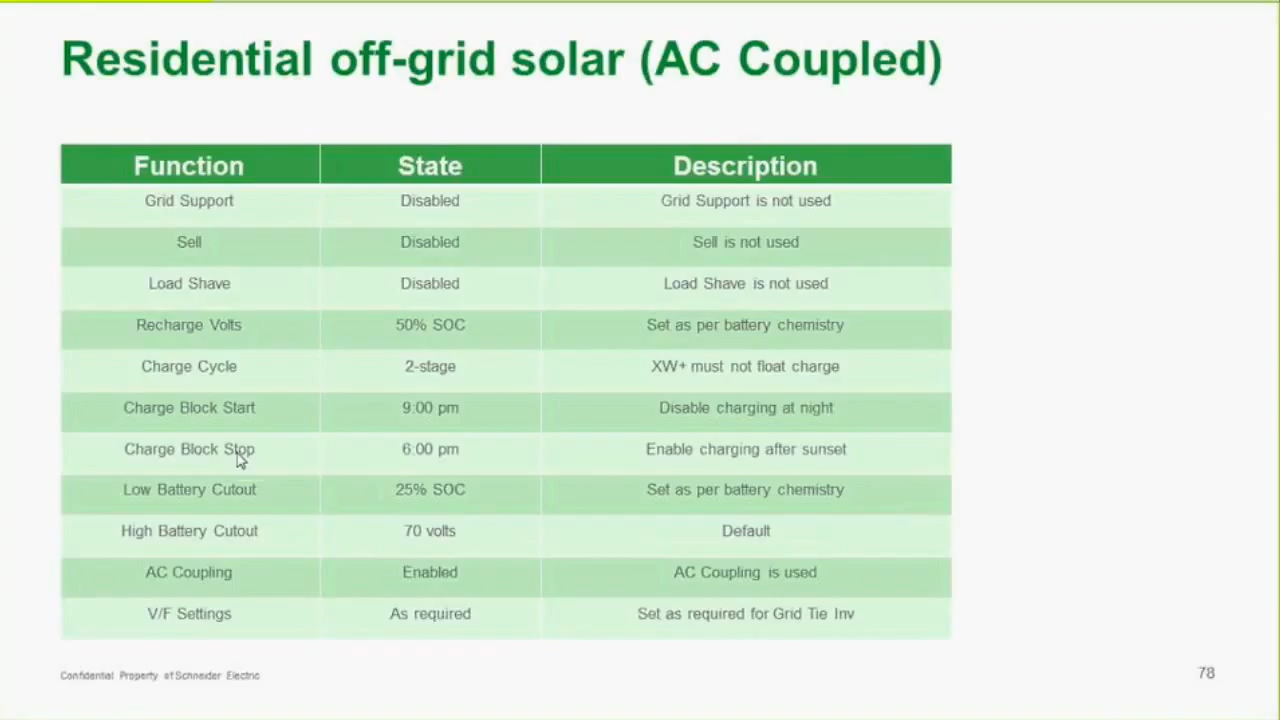 Residential off-grid solar (AC Coupled)
Function State Description
Grid Support Disabled Grid Support is not used
Sell Disabled Sell is not used
Load Shave Disabled Load Shave is not used
Recharge Volts 50% SOC Set as per battery chemistry
Charge Cycle 2-stage XW+ must not float charge
Charge Block Start 9:00 pm Disable charging at night
Charge Block Stop 6:00 pm Enable charging after sunset
Low Battery Cutout 25% SOC Set as per battery chemistry
High Battery Cutout 70 volts Default
AC Coupling Enabled AC Coupling is used
V/F Settings As required Set as required for Grid Tie Inv
Confidential Property of Schneider Electric
78